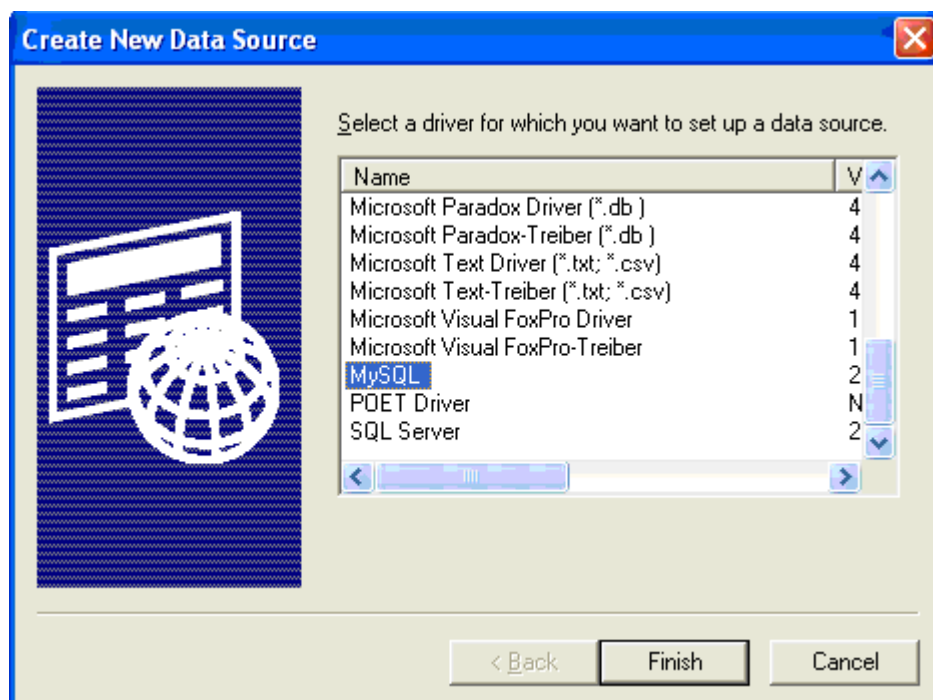 Create New Data Source
Select a driver for which you want to set up a data source.
Name V
Microsoft Paradox Driver (*.db ) 4
Microsoft Paradox-Treiber (*.db ) 4
Microsoft Text Driver (*.txt; *.csv) 4
Microsoft Text-Treiber (*.txt; *.csv) 4
Microsoft Visual FoxPro Driver 1
Microsoft Visual FoxPro-Treiber 1
MySQL 2
POET Driver N
SQL Server 2
< Back Finish Cancel